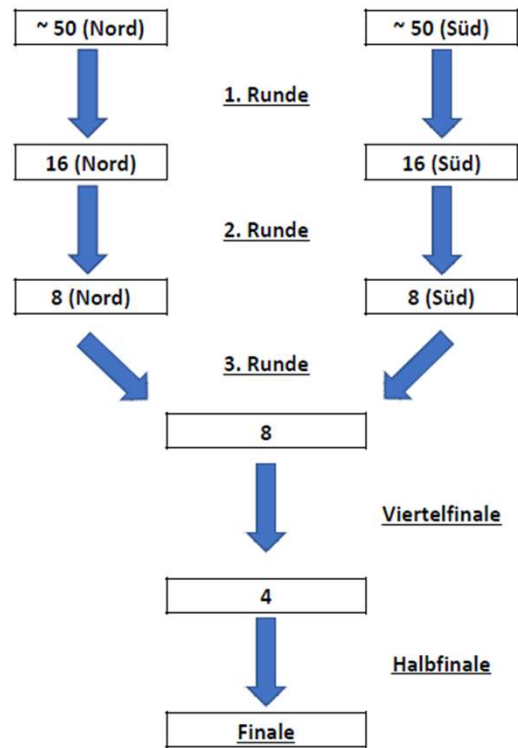 ~ 50 (Nord)
~ 50 (Süd)
1. Runde
16 (Nord)
16 (Süd)
2. Runde
8 (Nord)
8 (Süd)
3. Runde
8
Viertelfinale
4
Halbfinale
Finale